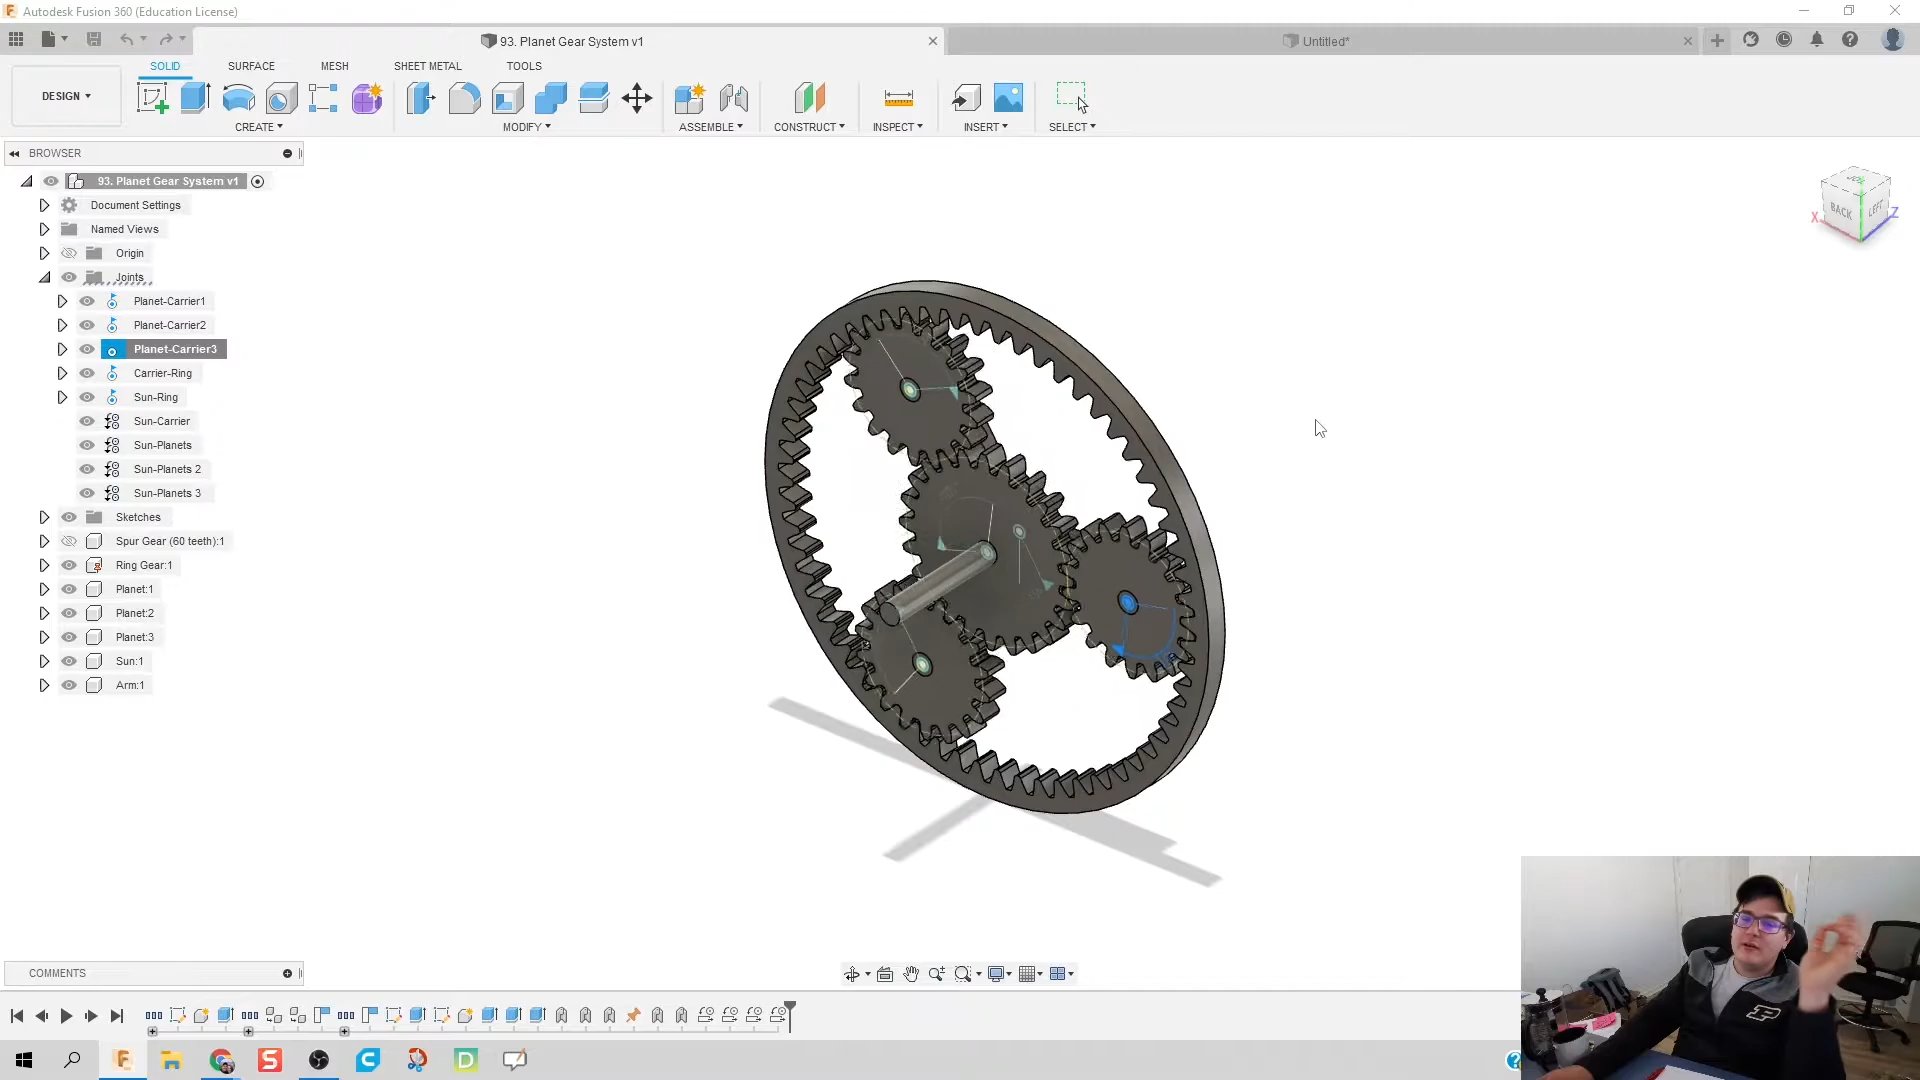 Autodesk Fusion 360 (Education License)
93. Planet Gear System v1
Untitled*
DESIGN
SOLID
SURFACE
MESH
SHEET METAL
TOOLS
CREATE
MODIFY
ASSEMBLE
CONSTRUCT
INSPECT
INSERT
SELECT
BROWSER
93. Planet Gear System v1
Document Settings
Named Views
Origin
Joints
Planet-Carrier1
Planet-Carrier2
Planet-Carrier3
Carrier-Ring
Sun-Ring
Sun-Carrier
Sun-Planets
Sun-Planets 2
Sun-Planets 3
Sketches
Spur Gear (60 teeth):1
Ring Gear:1
Planet:1
Planet:2
Planet:3
Sun:1
Arm:1
TOP
BACK
LEFT
X
Z
COMMENTS